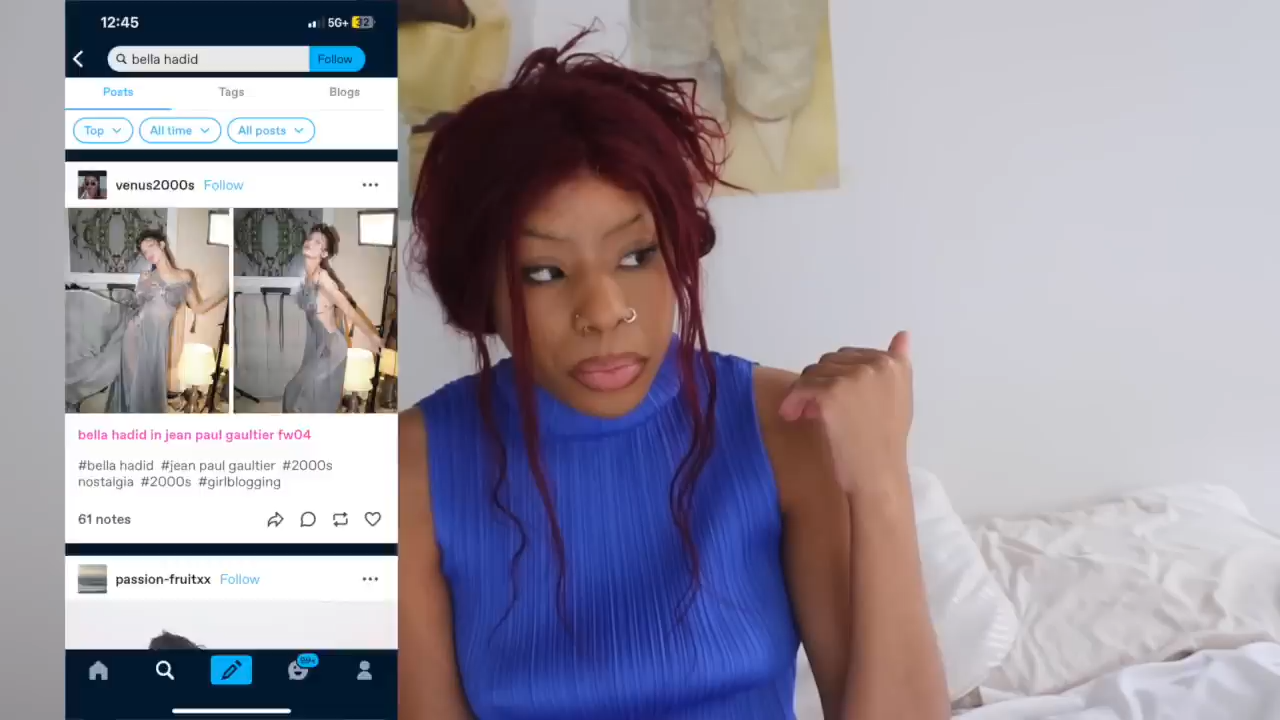 12:45
5G+ 32
bella hadid
Follow
Posts Tags Blogs
Top All time All posts
venus2000s Follow
bella hadid in jean paul gaultier fw04
#bella hadid #jean paul gaultier #2000s
nostalgia #2000s #girlblogging
61 notes
passion-fruitxx Follow
99+